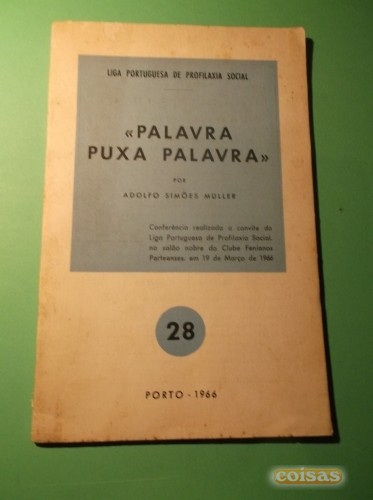 LIGA PORTUGUESA DE PROFILAXIA SOCIAL
«PALAVRA
PUXA PALAVRA»
POR
ADOLFO SIMÕES MÜLLER
Conferência realizada a convite da
Liga Portuguesa de Profilaxia Social,
no salão nobre do Clube Fenianos
Portuenses, em 19 de Março de 1966
28
PORTO - 1966
coisas